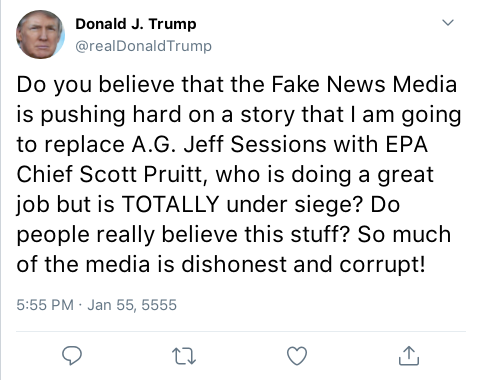 Donald J. Trump
@realDonaldTrump
Do you believe that the Fake News Media
is pushing hard on a story that I am going
to replace A.G. Jeff Sessions with EPA
Chief Scott Pruitt, who is doing a great
job but is TOTALLY under siege? Do
people really believe this stuff? So much
of the media is dishonest and corrupt!
5:55 PM · Jan 55, 5555